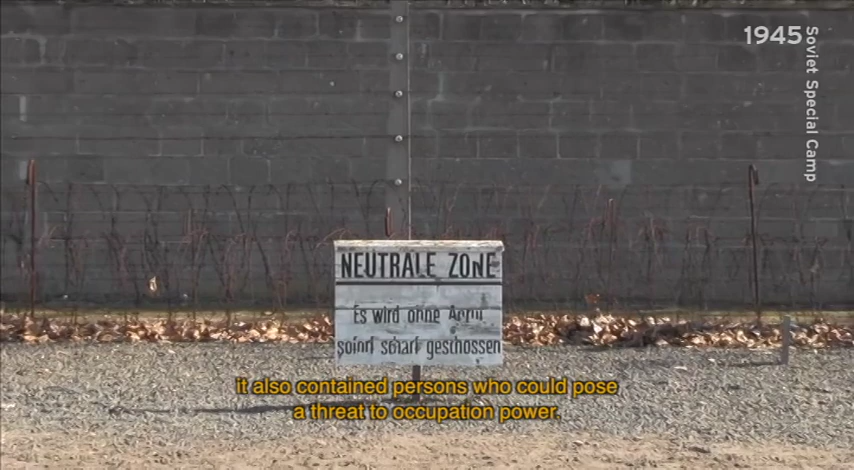 1945
Soviet Special Camp
NEUTRALE ZONE
Es wird ohne Anruf
sofort scharf geschossen
it also contained persons who could pose
a threat to occupation power.